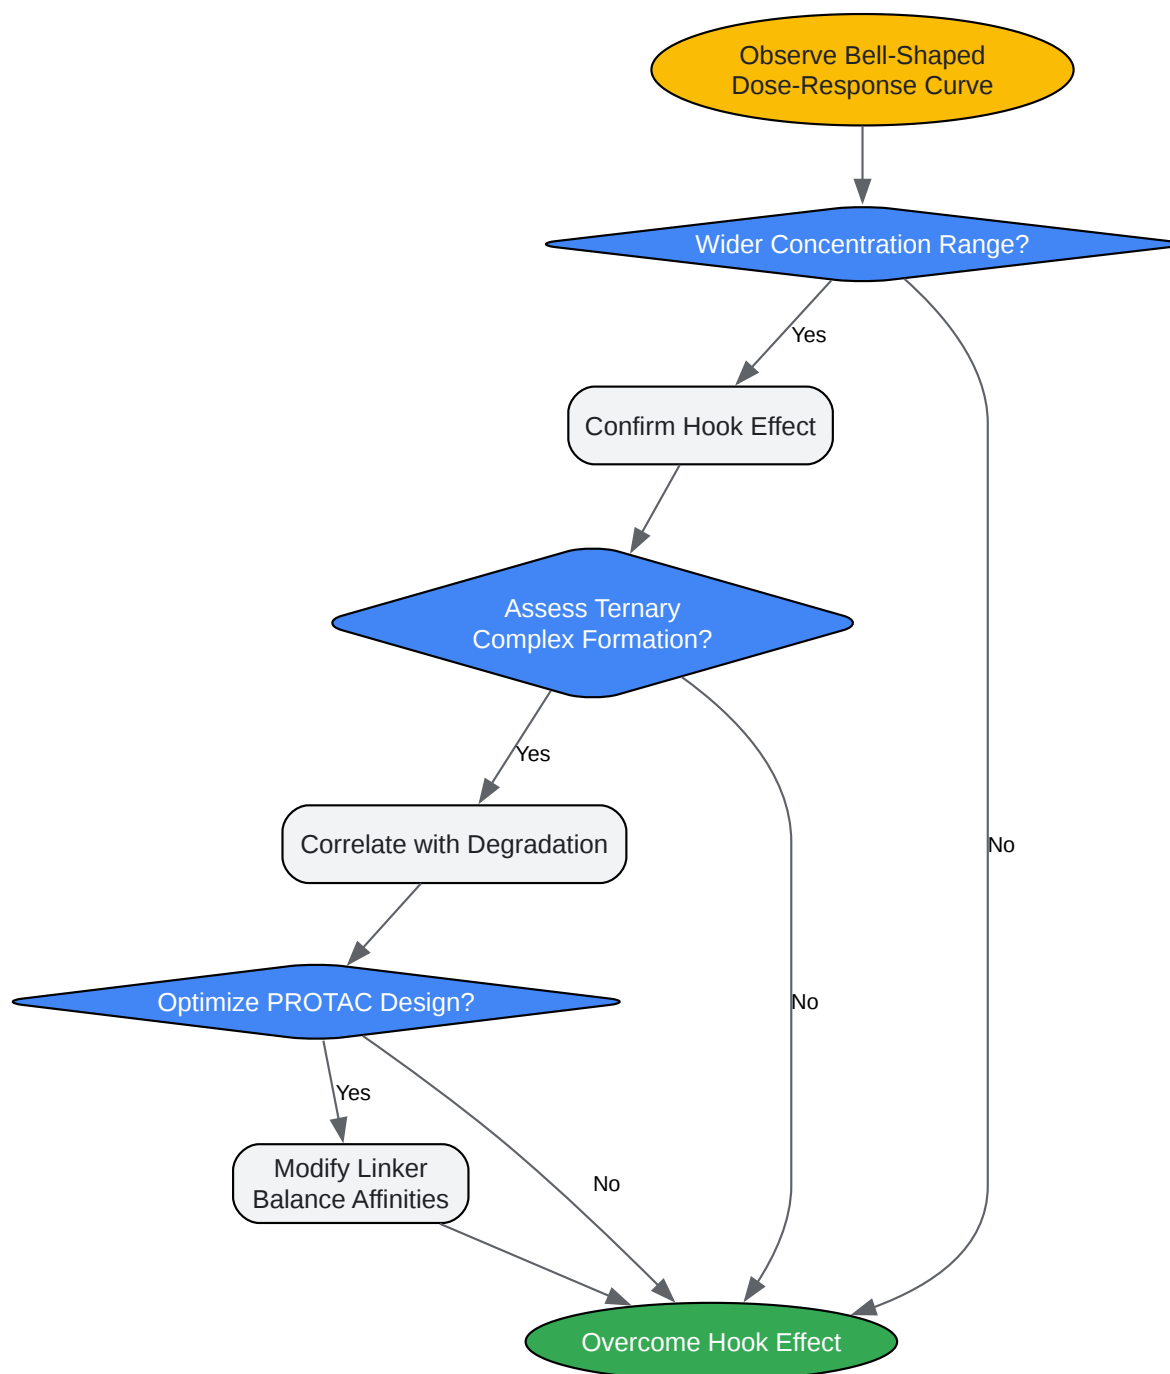 Observe Bell-Shaped
Dose-Response Curve
Wider Concentration Range?
Yes
Confirm Hook Effect
Assess Ternary
Complex Formation?
Yes
Correlate with Degradation
No
Optimize PROTAC Design?
No
Yes
Modify Linker
Balance Affinities
No
Overcome Hook Effect